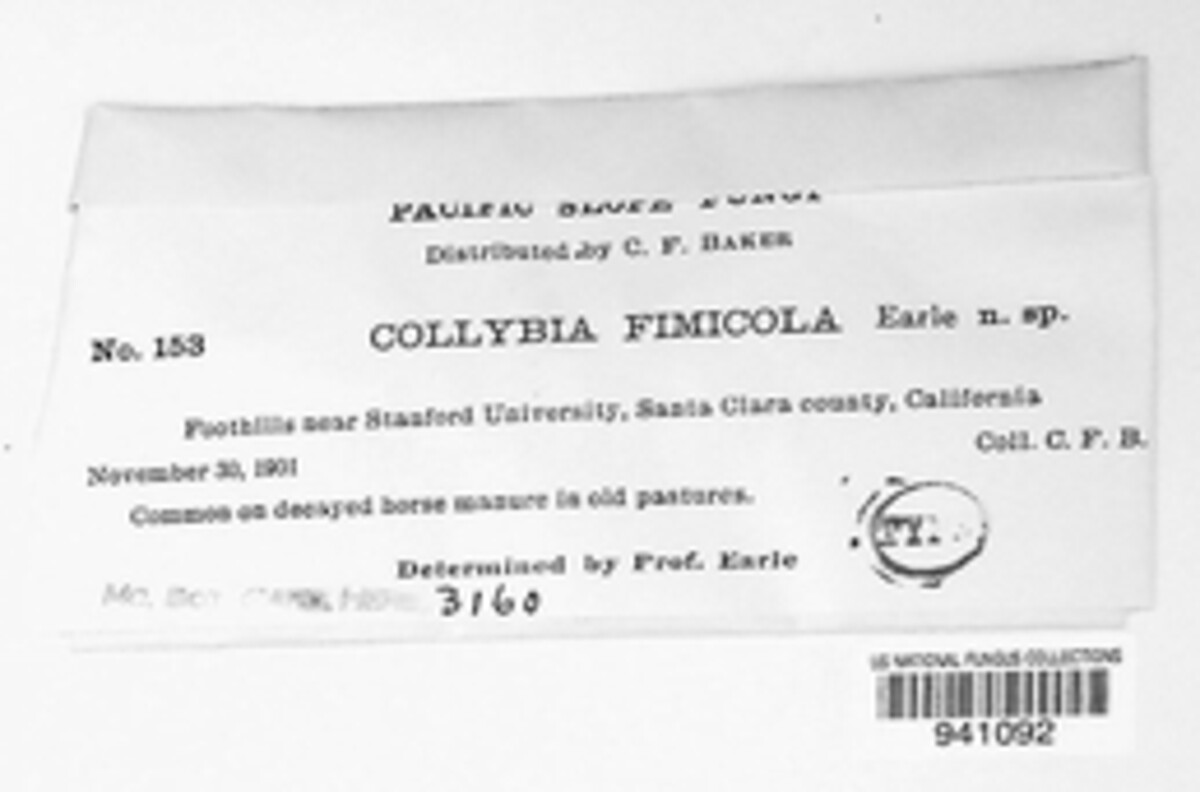 PACIFIC SLOPE FUNGI
Distributed by C. F. BAKER
No. 153 COLLYBIA FIMICOLA Earle n. sp.
Foothills near Stanford University, Santa Clara county, California
Coll. C. F. B.
November 30, 1901
Common on decayed horse manure in old pastures.
Determined by Prof. Earle
3160
US NATIONAL FUNGUS COLLECTIONS
941092